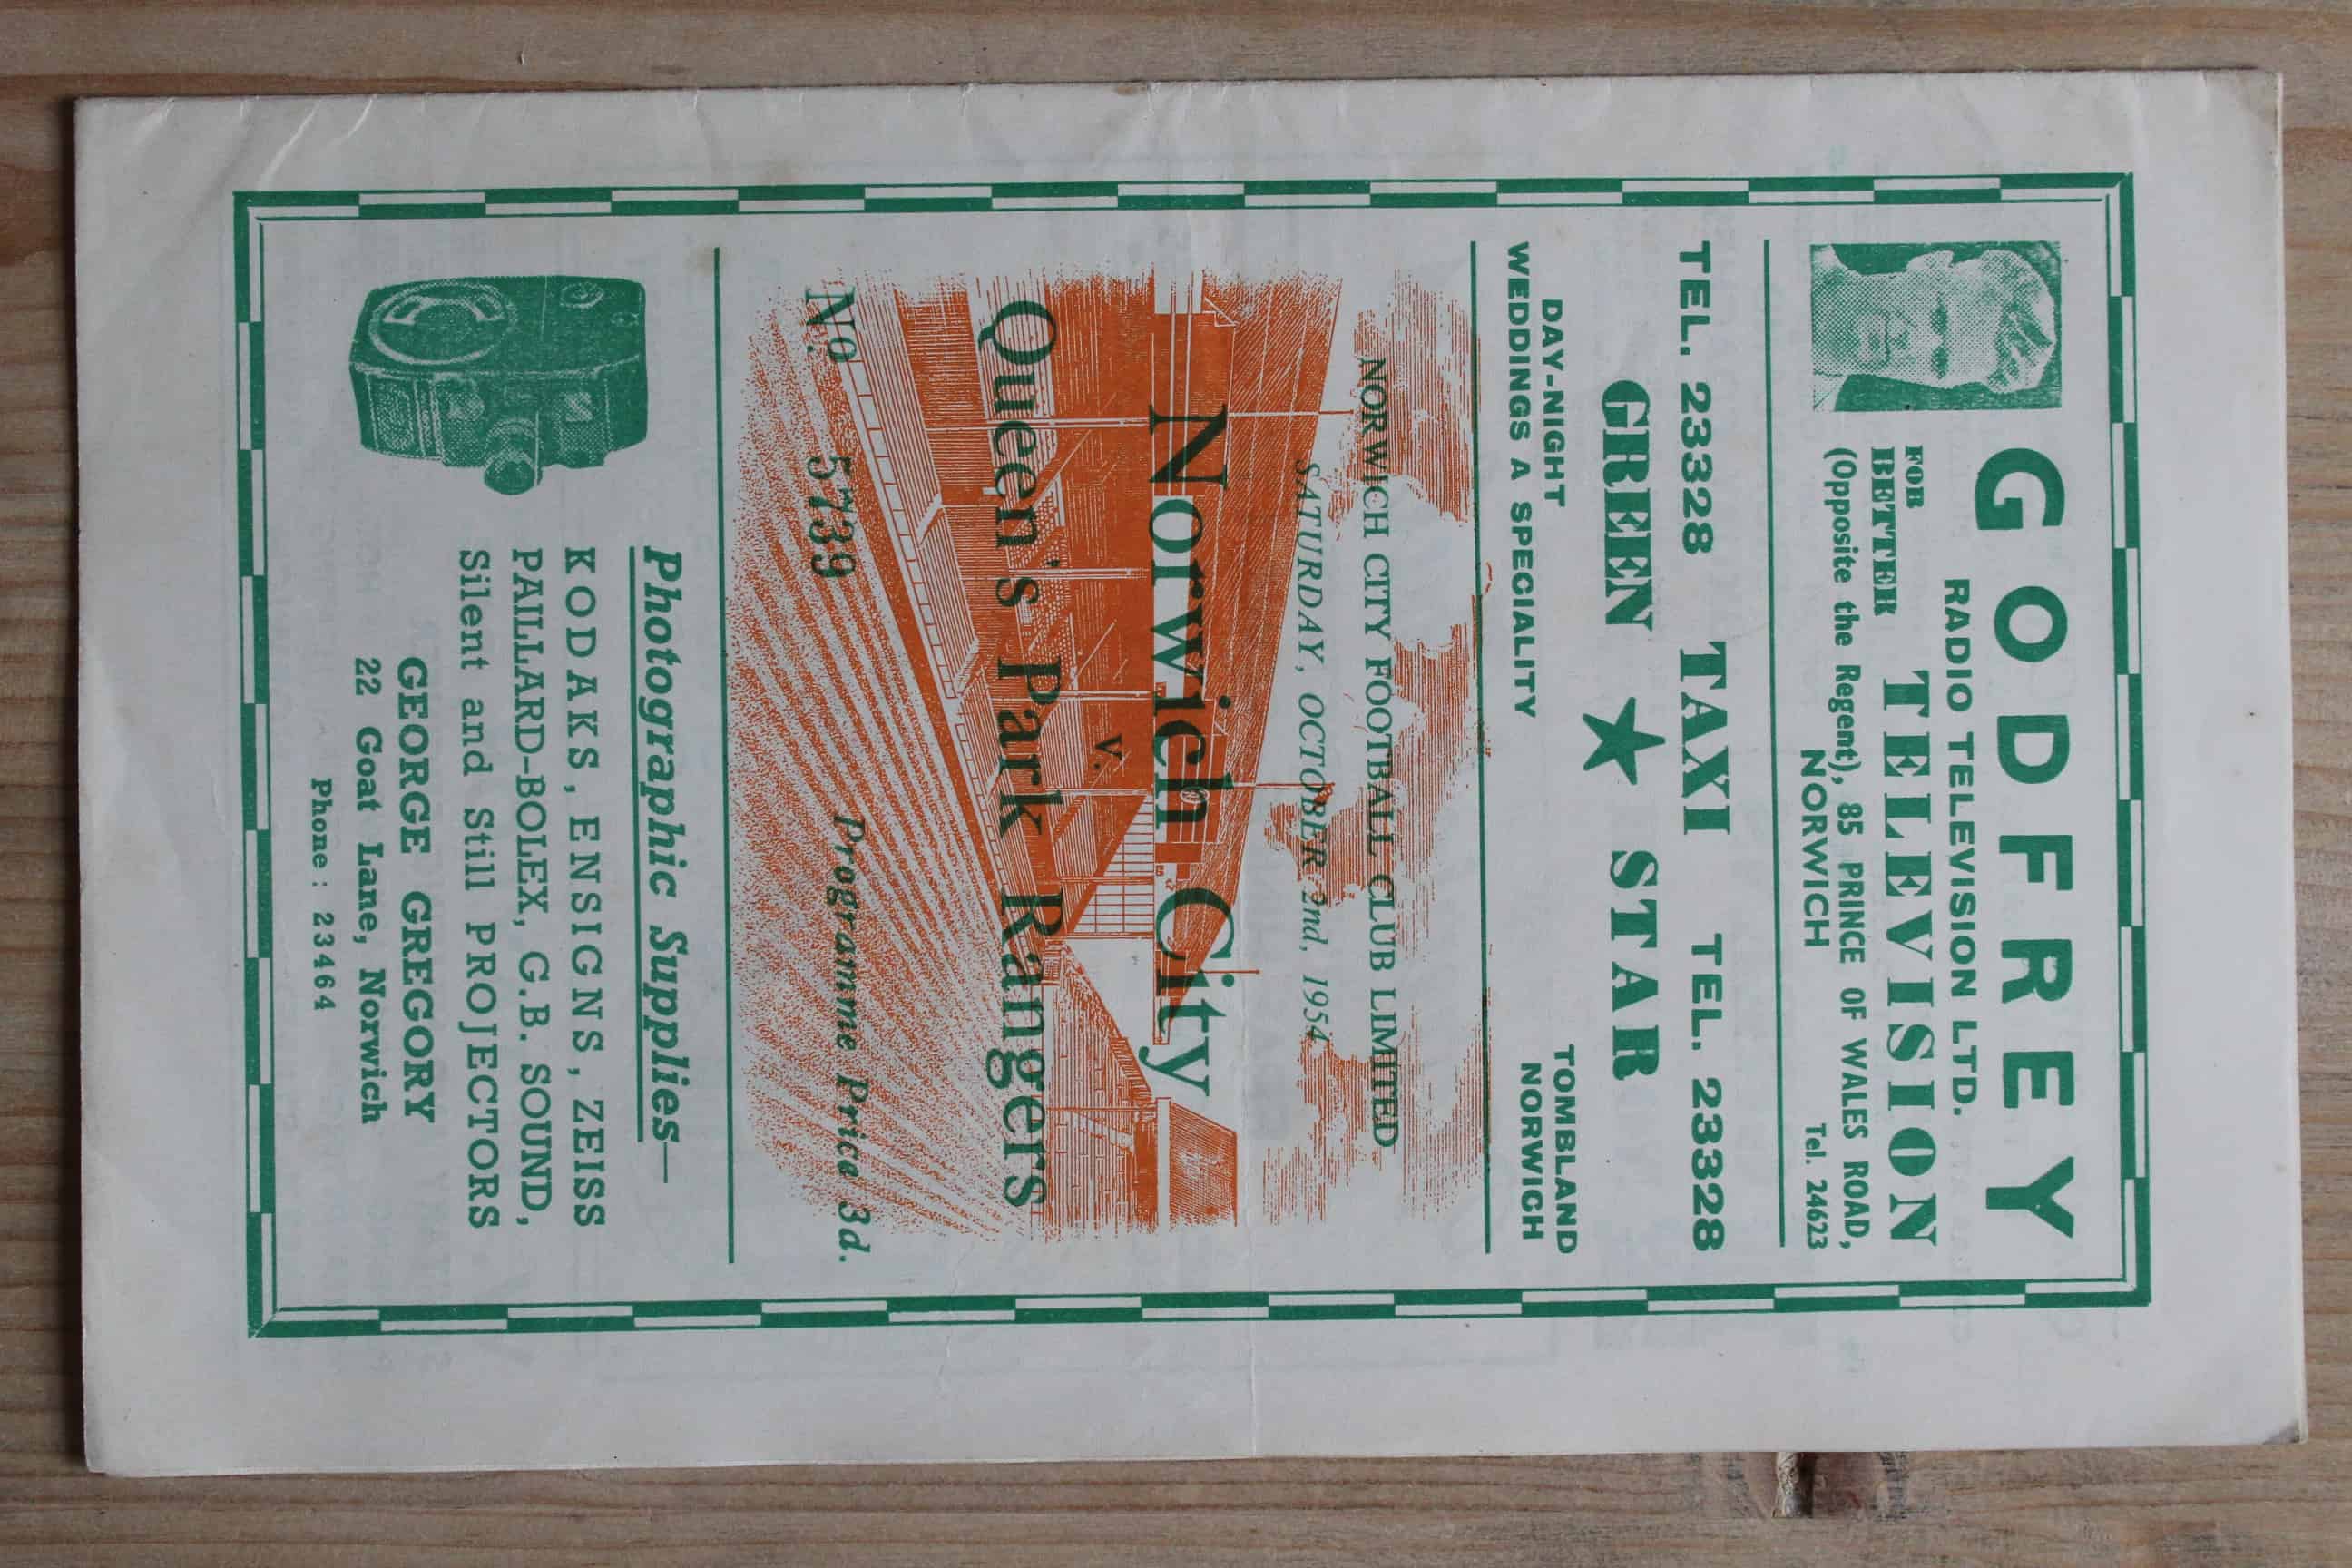 GODFREY
RADIO TELEVISION LTD.
FOR
BETTER TELEVISION
(Opposite the Regent), 85 PRINCE OF WALES ROAD,
NORWICH Tel. 24623
TEL. 23328 TAXI TEL. 23328
GREEN ★ STAR
DAY-NIGHT TOMBLAND
WEDDINGS A SPECIALITY NORWICH
NORWICH CITY FOOTBALL CLUB LIMITED
SATURDAY, OCTOBER 2nd, 1954
Norwich City
v.
Queen's Park Rangers
No. 5739 Programme Price 3d.
Photographic Supplies—
KODAKS, ENSIGNS, ZEISS
PAILLARD-BOLEX, G.B. SOUND,
Silent and Still PROJECTORS
GEORGE GREGORY
22 Goat Lane, Norwich
Phone: 23464